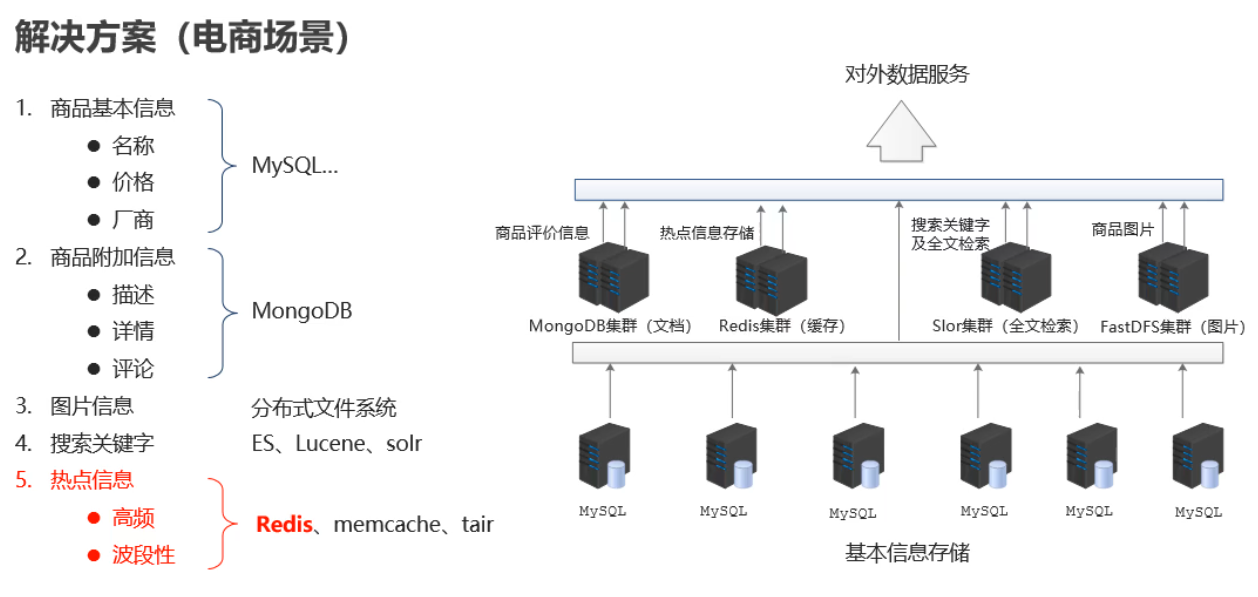 解决方案（电商场景）
1. 商品基本信息
● 名称
● 价格
● 厂商
MySQL...
2. 商品附加信息
● 描述
● 详情
● 评论
MongoDB
3. 图片信息 分布式文件系统
4. 搜索关键字 ES、Lucene、solr
5. 热点信息
● 高频
● 波段性
Redis、memcache、tair
对外数据服务
商品评价信息
热点信息存储
搜索关键字
及全文检索
商品图片
MongoDB集群（文档）
Redis集群（缓存）
Slor集群（全文检索）
FastDFS集群（图片）
MySQL
MySQL
MySQL
MySQL
MySQL
MySQL
基本信息存储